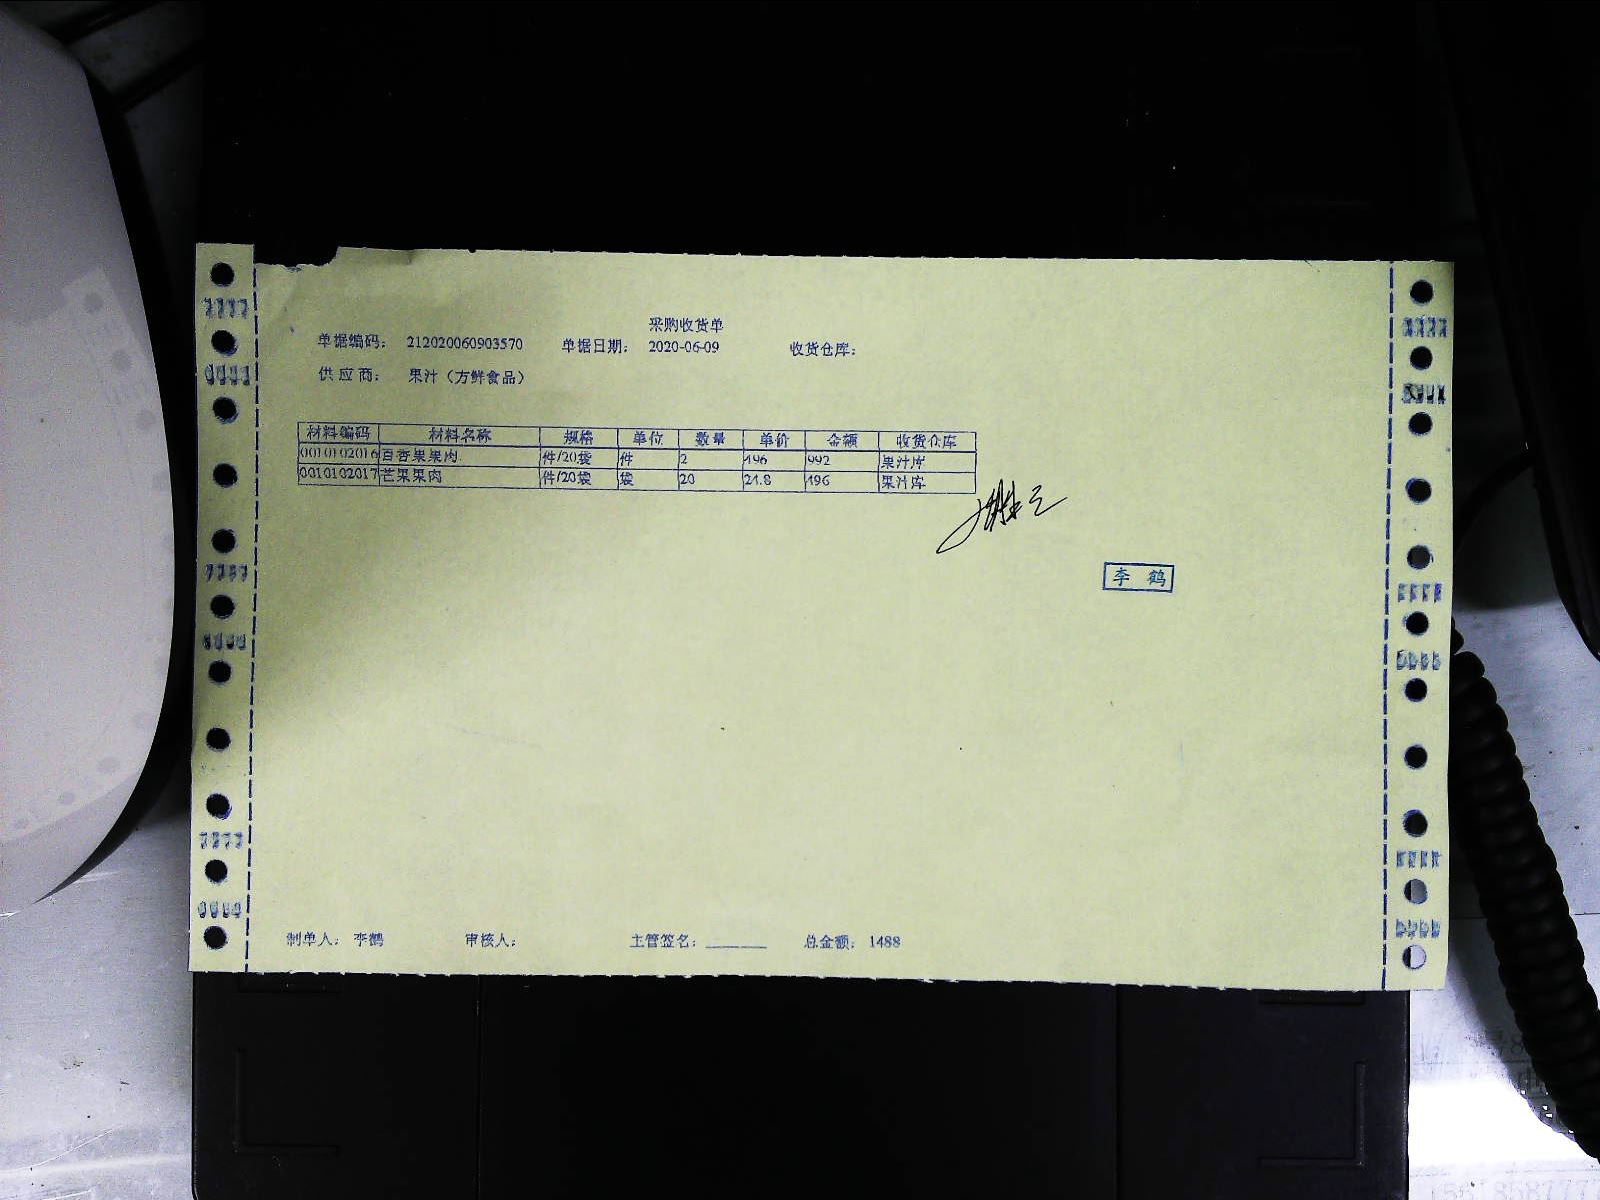 采购收货单
单据编码: 212020060903570 单据日期: 2020-06-09 收货仓库:
供应商: 果汁（方鲜食品）
材料编码 材料名称 规格 单位 数量 单价 金额 收货仓库
0010102016 百香果果肉 件/20袋 件 2 496 992 果汁库
0010102017 芒果果肉 件/20袋 袋 20 24.8 496 果汁库
李 鹤
制单人: 李鹤 审核人: 主管签名: ______ 总金额: 1488